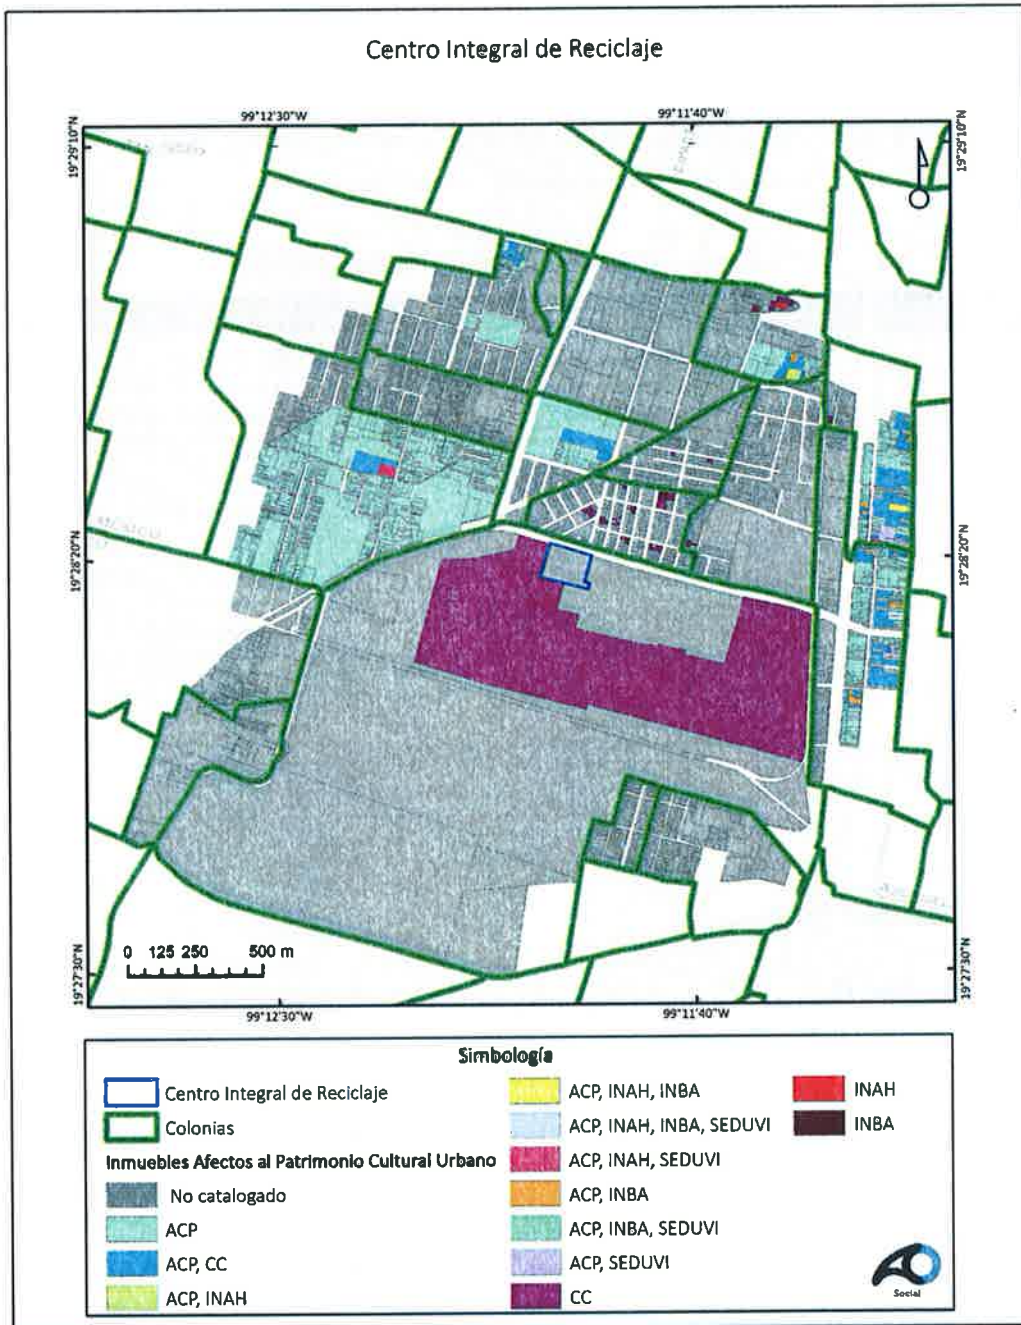 Centro Integral de Reciclaje
99°12'30"W
99°11'40"W
19°29'10"N
19°29'10"N
19°28'20"N
19°28'20"N
19°27'30"N
19°27'30"N
0 125 250 500 m
99°12'30"W
99°11'40"W
Simbología
Centro Integral de Reciclaje
Colonias
Inmuebles Afectos al Patrimonio Cultural Urbano
No catalogado
ACP
ACP, CC
ACP, INAH
ACP, INAH, INBA
ACP, INAH, INBA, SEDUVI
ACP, INAH, SEDUVI
ACP, INBA
ACP, INBA, SEDUVI
ACP, SEDUVI
CC
INAH
INBA
Social